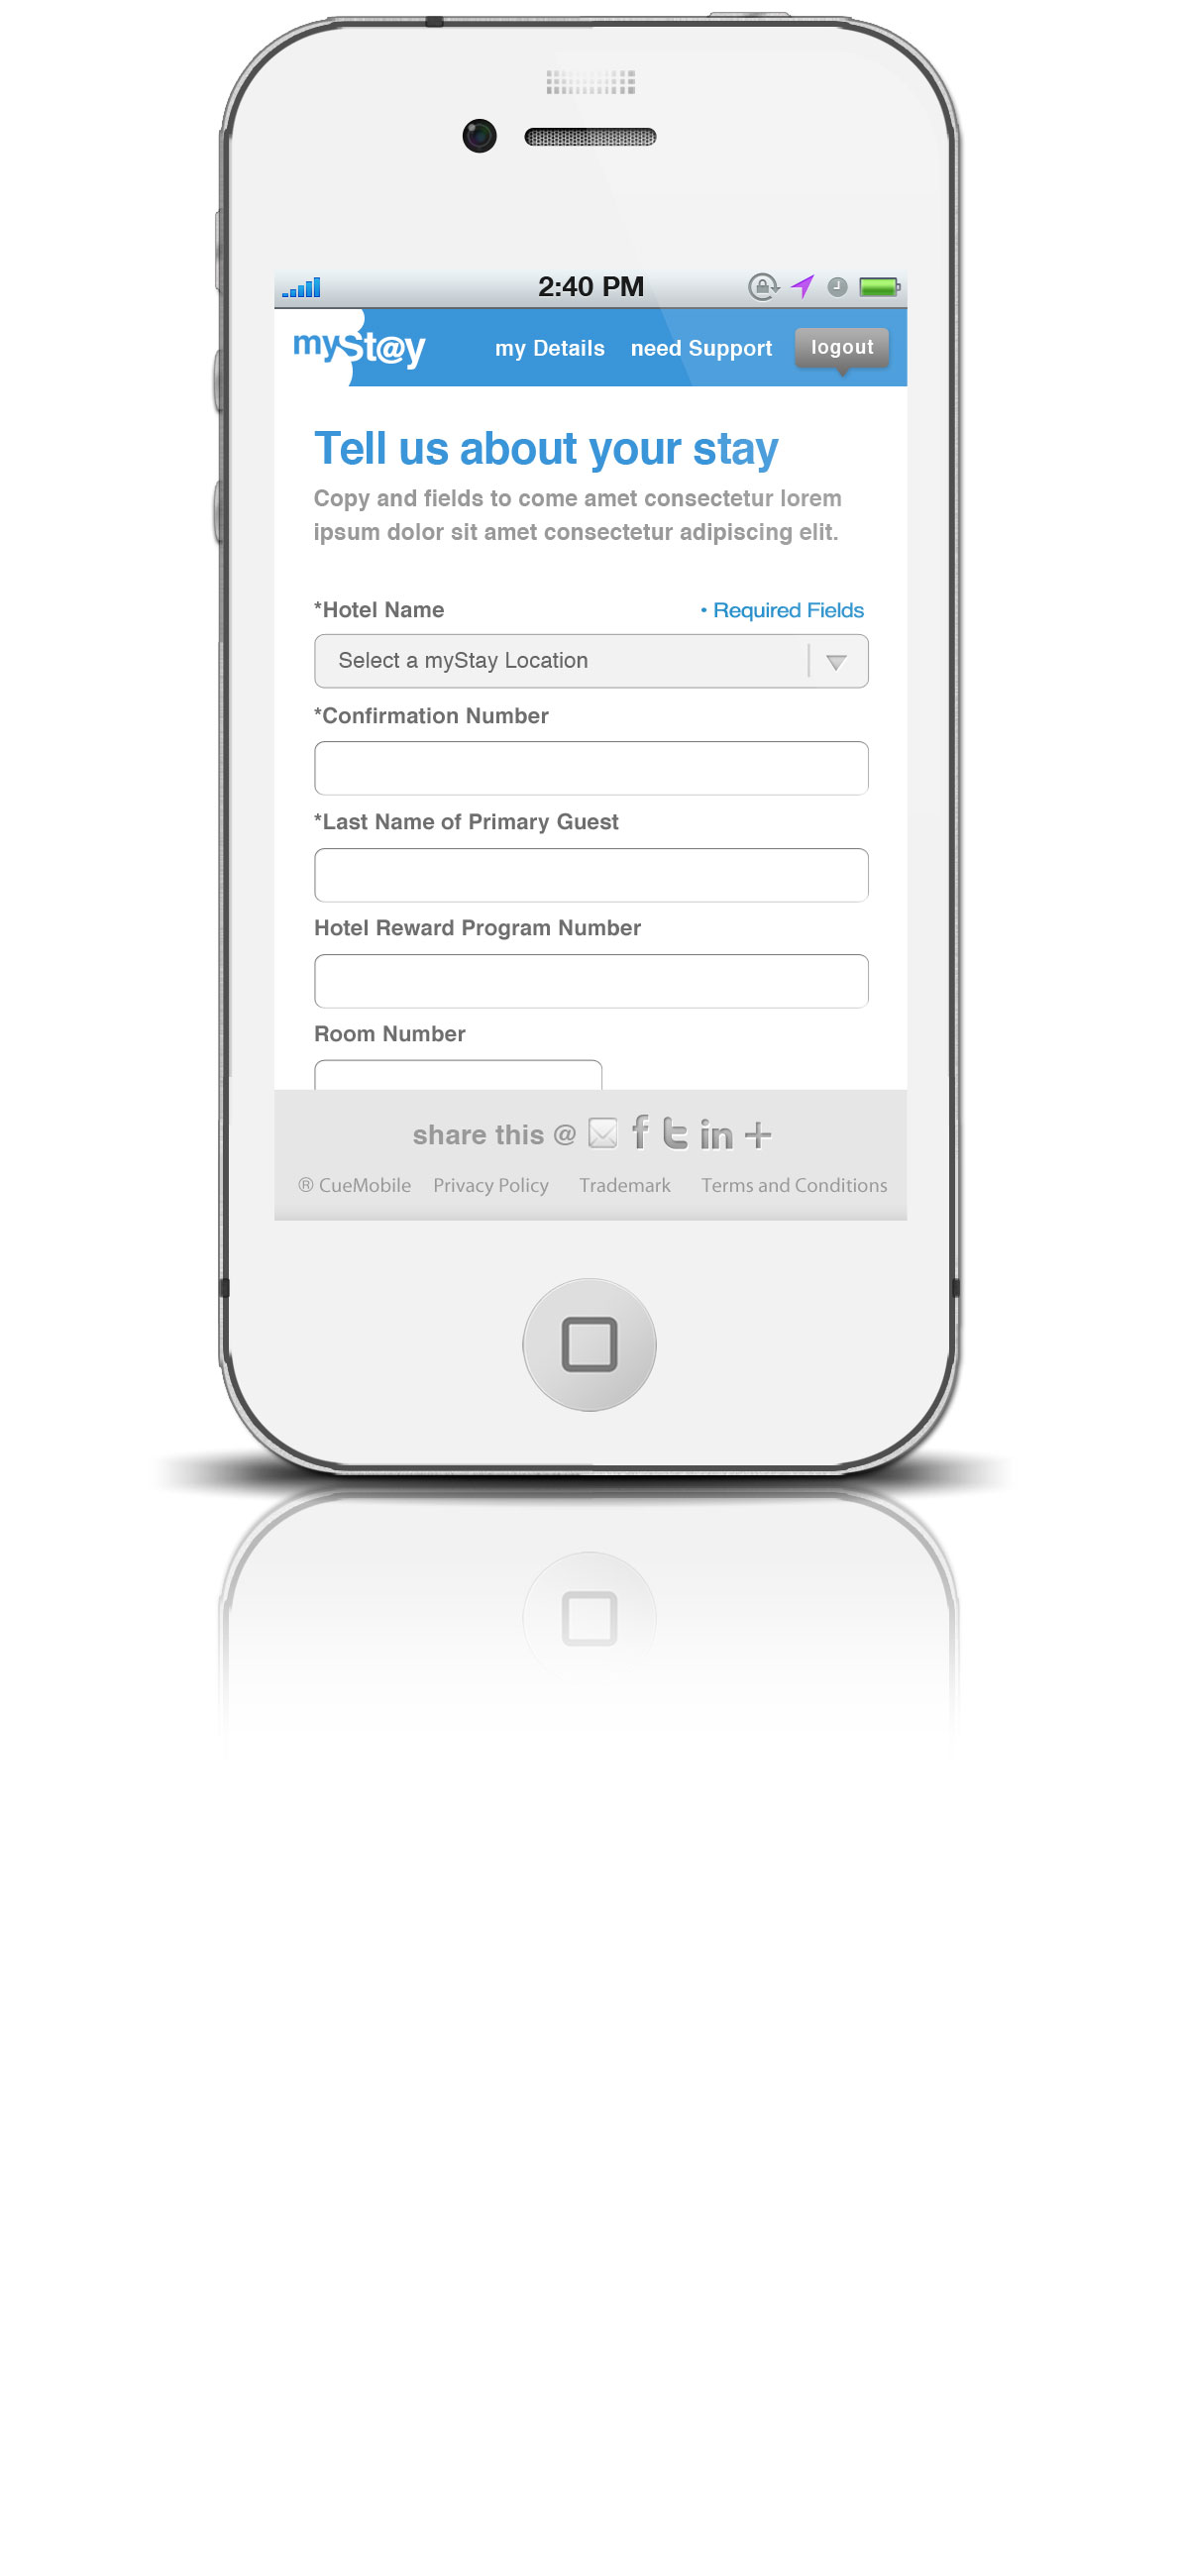 2:40 PM
mySt@y
my Details
need Support
logout
Tell us about your stay
Copy and fields to come amet consectetur lorem
ipsum dolor sit amet consectetur adipiscing elit.
*Hotel Name
• Required Fields
Select a myStay Location
*Confirmation Number
*Last Name of Primary Guest
Hotel Reward Program Number
Room Number
share this @
® CueMobile
Privacy Policy
Trademark
Terms and Conditions